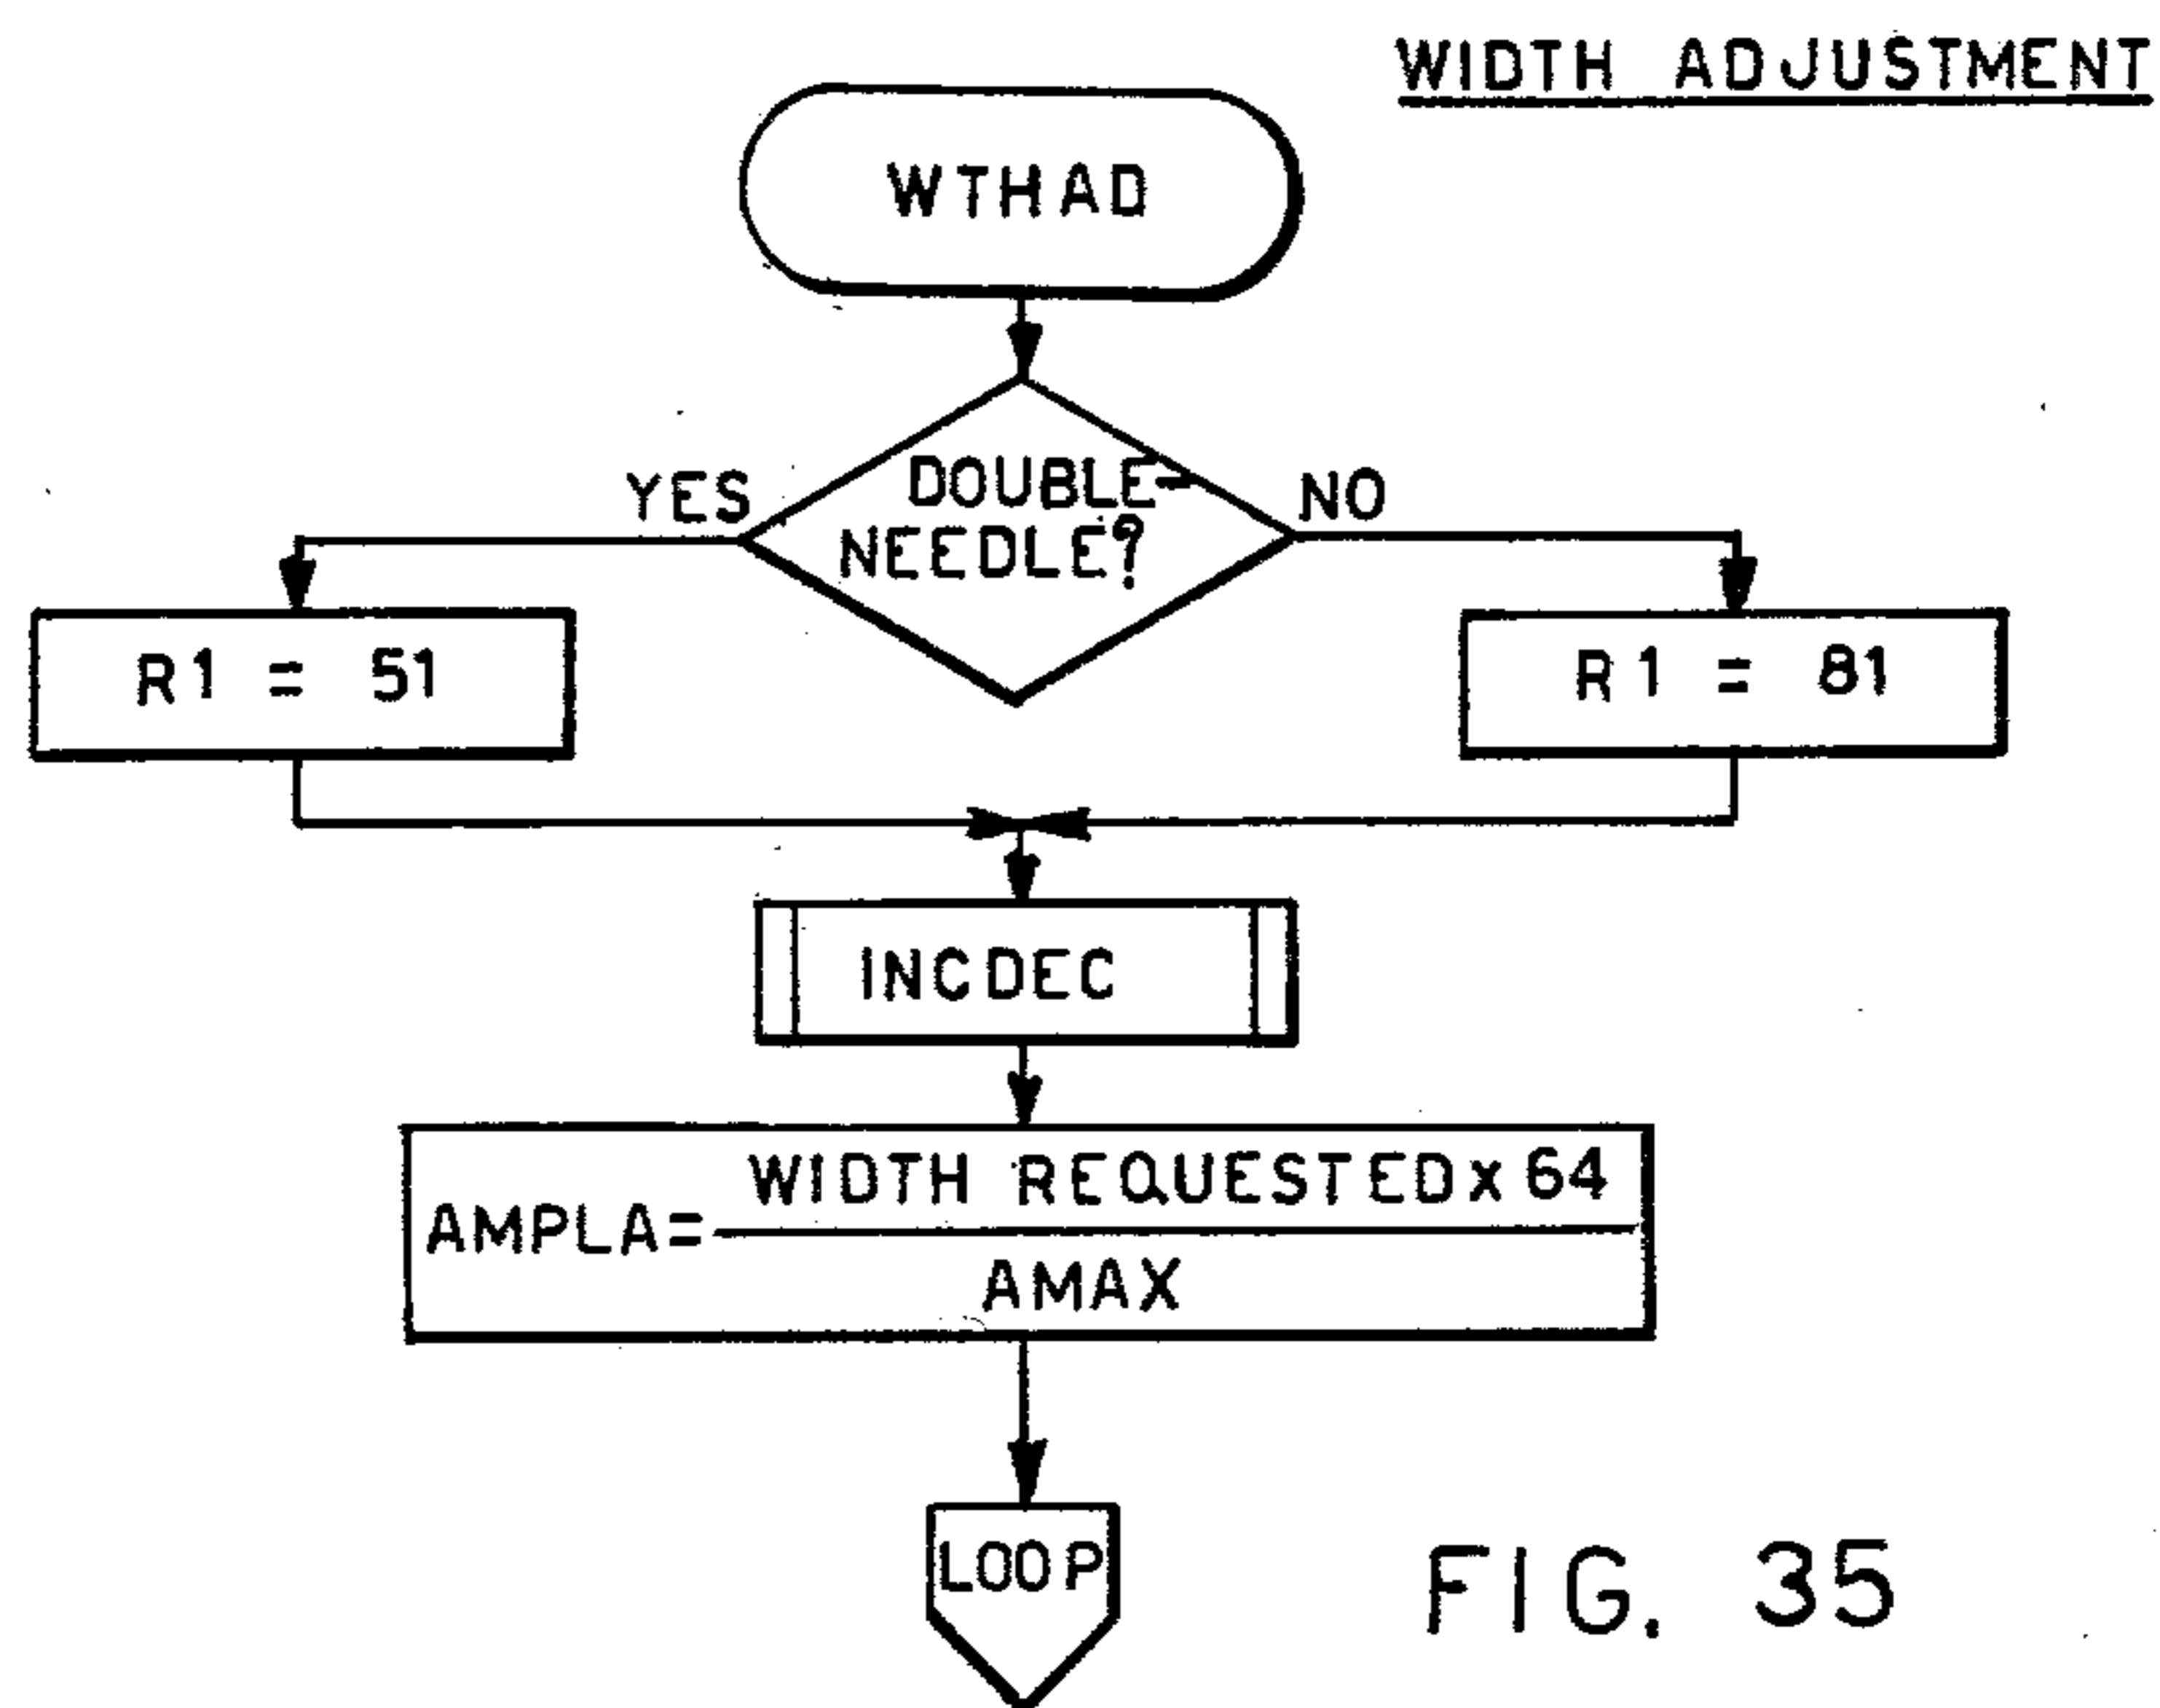 WIDTH ADJUSTMENT
WTHAD
DOUBLE-
NEEDLE?
YES
NO
R1 = 51
R1 = 81
INCDEC
WIDTH REQUESTED x 64
AMPLA=
AMAX
LOOP
FIG. 35